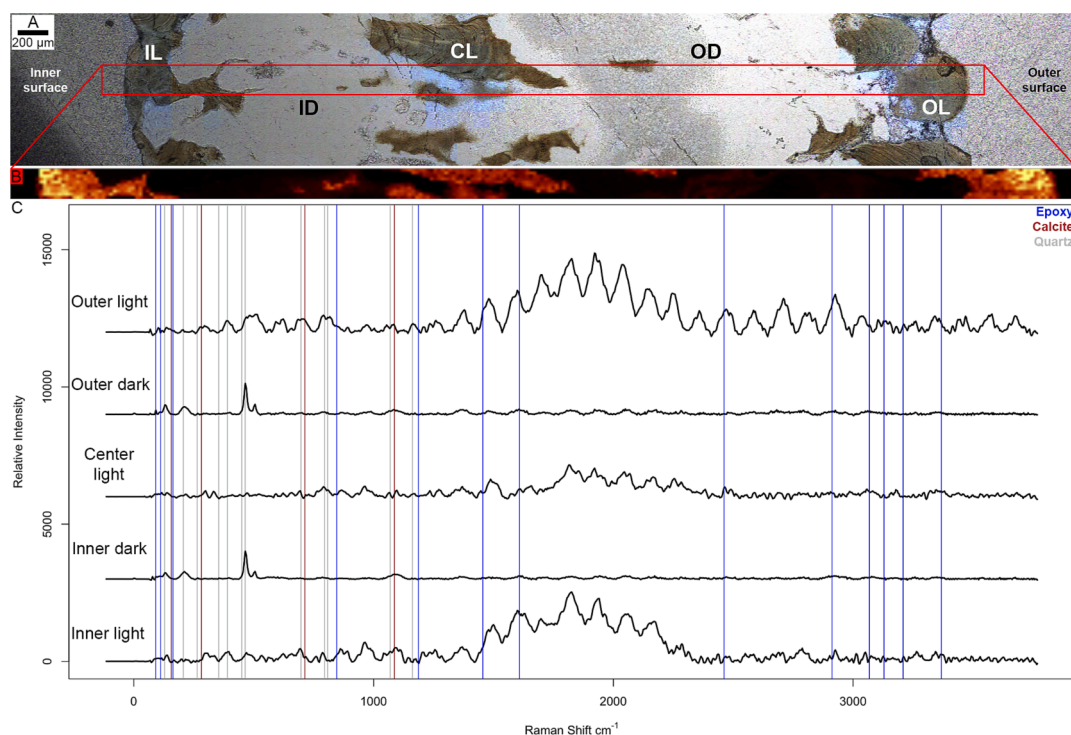 A
200 µm
IL
CL
OD
Inner
surface
Outer
surface
ID
OL
B
C
Epoxy
Calcite
Quartz
15000
Outer light
10000
Outer dark
Center
light
Relative Intensity
5000
Inner dark
Inner light
0
0 1000 2000 3000
Raman Shift cm⁻¹